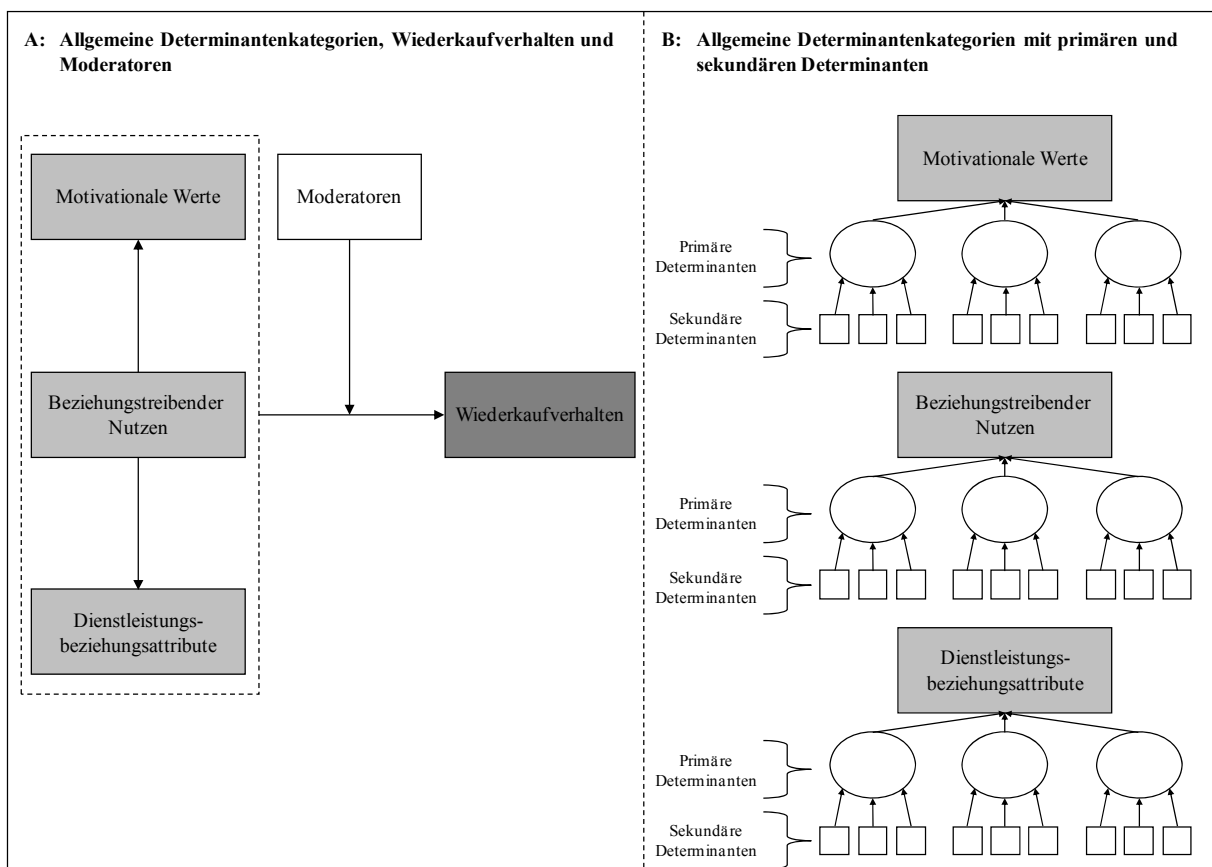 A: Allgemeine Determinantenkategorien, Wiederkaufverhalten und
Moderatoren
Motivationale Werte
Moderatoren
Beziehungstreibender
Nutzen
Wiederkaufverhalten
Dienstleistungs-
beziehungsattribute
B: Allgemeine Determinantenkategorien mit primären und
sekundären Determinanten
Motivationale Werte
Primäre
Determinanten
Sekundäre
Determinanten
Beziehungstreibender
Nutzen
Primäre
Determinanten
Sekundäre
Determinanten
Dienstleistungs-
beziehungsattribute
Primäre
Determinanten
Sekundäre
Determinanten